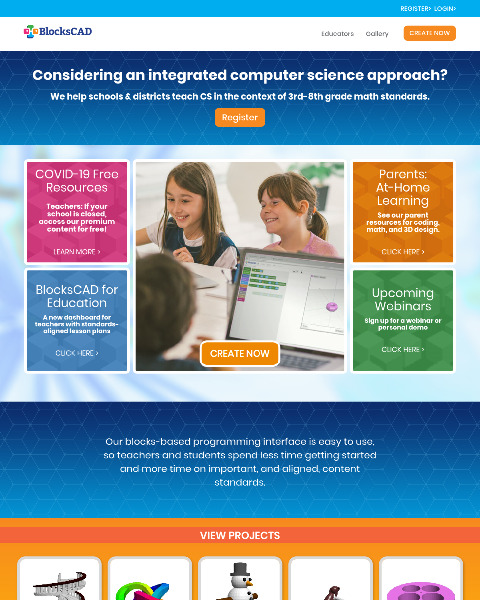 REGISTER> LOGIN>
BlocksCAD
Educators
Gallery
CREATE NOW
Considering an integrated computer science approach?
We help schools & districts teach CS in the context of 3rd-8th grade math standards.
Register
COVID-19 Free
Resources
Teachers: If your
school is closed,
access our premium
content for free!
LEARN MORE >
BlocksCAD for
Education
A new dashboard for
teachers with standards-
aligned lesson plans
CLICK HERE >
CREATE NOW
Parents:
At-Home
Learning
See our parent
resources for coding,
math, and 3D design.
CLICK HERE >
Upcoming
Webinars
Sign up for a webinar or
personal demo
CLICK HERE >
Our blocks-based programming interface is easy to use,
so teachers and students spend less time getting started
and more time on important, and aligned, content
standards.
VIEW PROJECTS